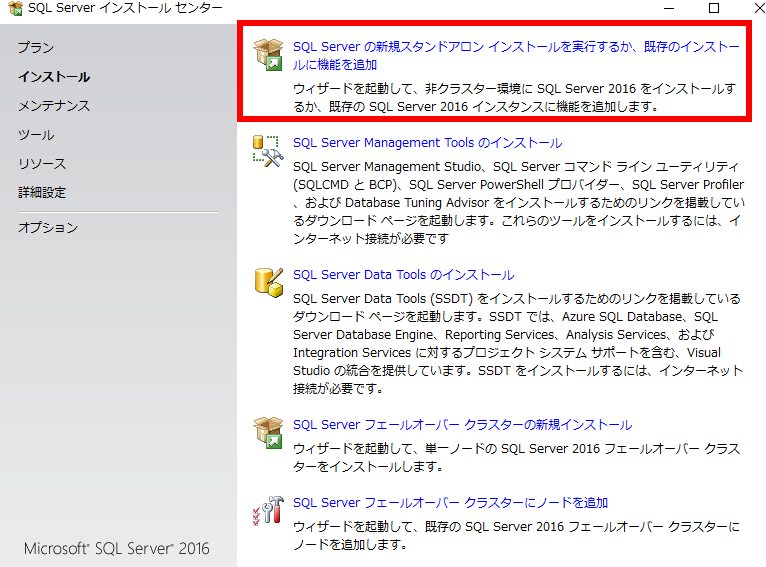 SQL Server インストール センター
プラン
インストール
メンテナンス
ツール
リソース
詳細設定
オプション
Microsoft® SQL Server® 2016
SQL Server の新規スタンドアロン インストールを実行するか、既存のインストー
ルに機能を追加
ウィザードを起動して、非クラスター環境に SQL Server 2016 をインストールす
るか、既存の SQL Server 2016 インスタンスに機能を追加します。
SQL Server Management Tools のインストール
SQL Server Management Studio、SQL Server コマンド ライン ユーティリティ
(SQLCMD と BCP)、SQL Server PowerShell プロバイダー、SQL Server Profiler
、および Database Tuning Advisor をインストールするためのリンクを掲載してい
るダウンロード ページを起動します。これらのツールをインストールするには、イ
ンターネット接続が必要です
SQL Server Data Tools のインストール
SQL Server Data Tools (SSDT) をインストールするためのリンクを掲載している
ダウンロード ページを起動します。SSDT では、Azure SQL Database、SQL
Server Database Engine、Reporting Services、Analysis Services、および
Integration Services に対するプロジェクト システム サポートを含む、Visual
Studio の統合を提供しています。SSDT をインストールするには、インターネット
接続が必要です。
SQL Server フェールオーバー クラスターの新規インストール
ウィザードを起動して、単一ノードの SQL Server 2016 フェールオーバー クラス
ターをインストールします。
SQL Server フェールオーバー クラスターにノードを追加
ウィザードを起動して、既存の SQL Server 2016 フェールオーバー クラスターに
ノードを追加します。